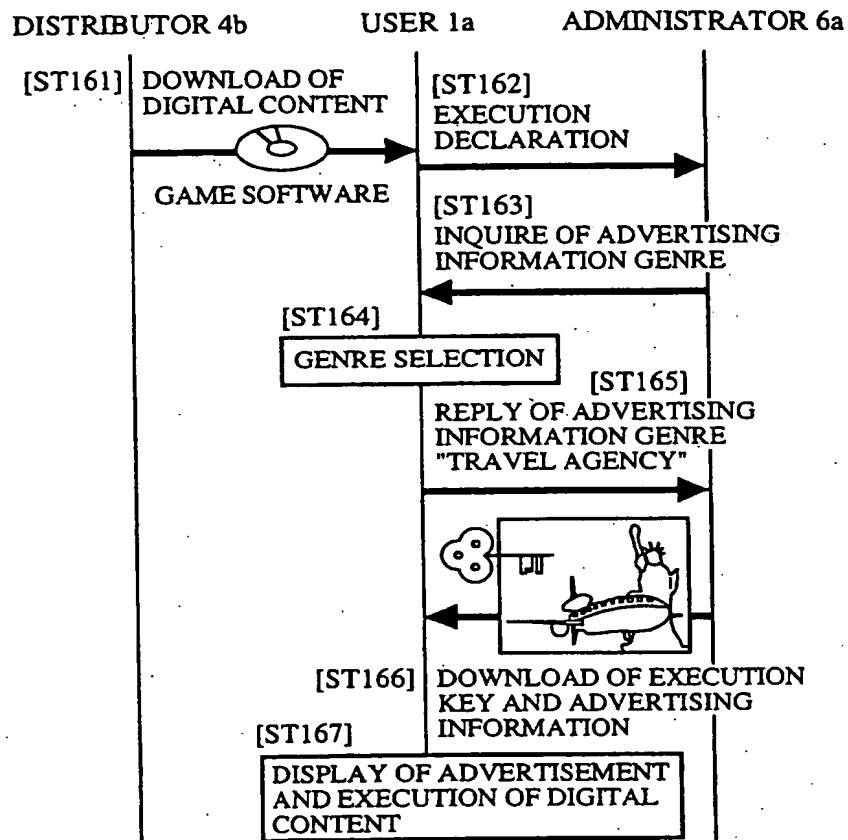 DISTRIBUTOR 4b USER 1a ADMINISTRATOR 6a
[ST161] DOWNLOAD OF
DIGITAL CONTENT
GAME SOFTWARE
[ST162]
EXECUTION
DECLARATION
[ST163]
INQUIRE OF ADVERTISING
INFORMATION GENRE
[ST164]
GENRE SELECTION
[ST165]
REPLY OF ADVERTISING
INFORMATION GENRE
"TRAVEL AGENCY"
[ST166] DOWNLOAD OF EXECUTION
KEY AND ADVERTISING
INFORMATION
[ST167]
DISPLAY OF ADVERTISEMENT
AND EXECUTION OF DIGITAL
CONTENT